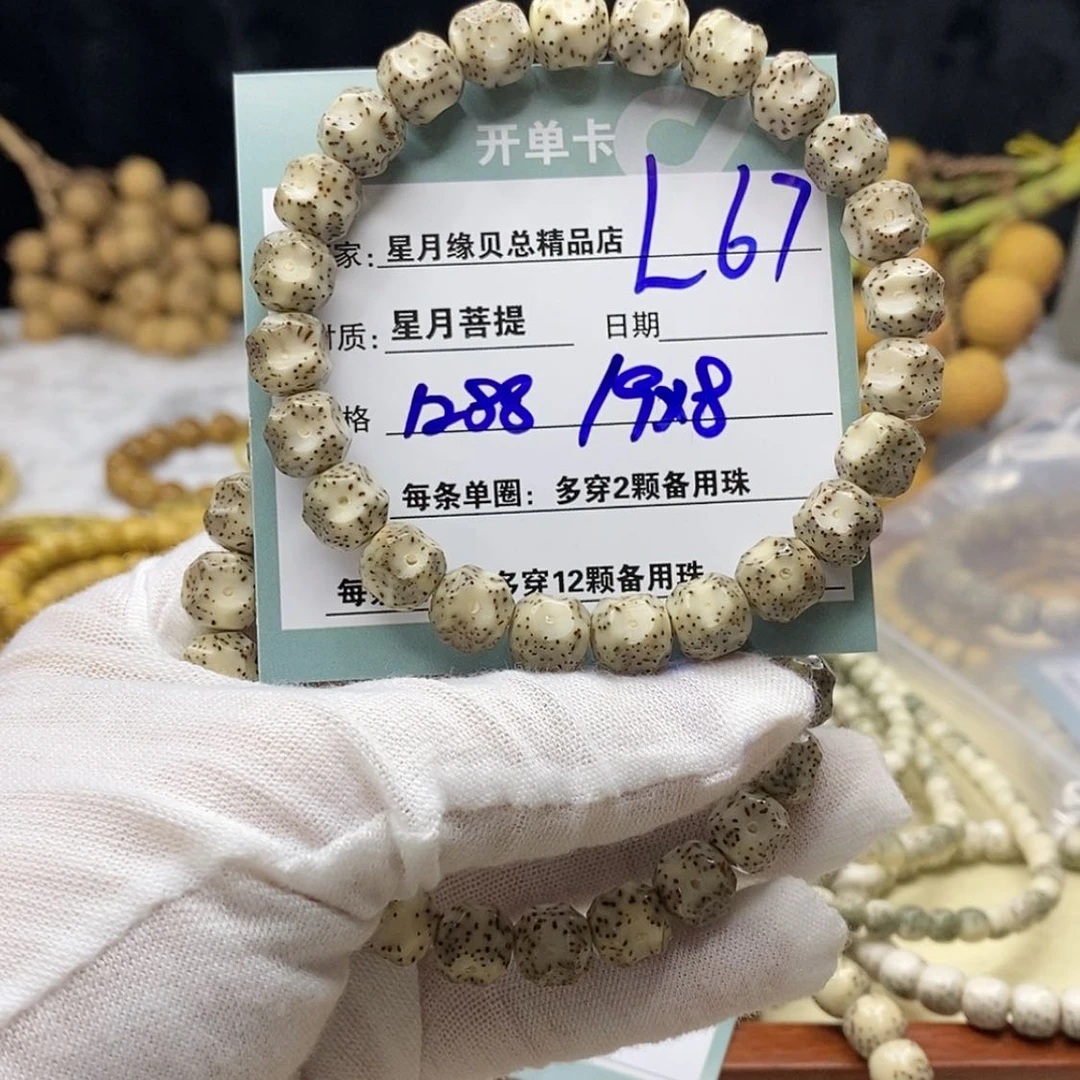 开单卡
家：星月缘贝总精品店 L67
质：星月菩提 日期
格 1288 19x8
每条单圈：多穿2颗备用珠
每 多穿12颗备用珠